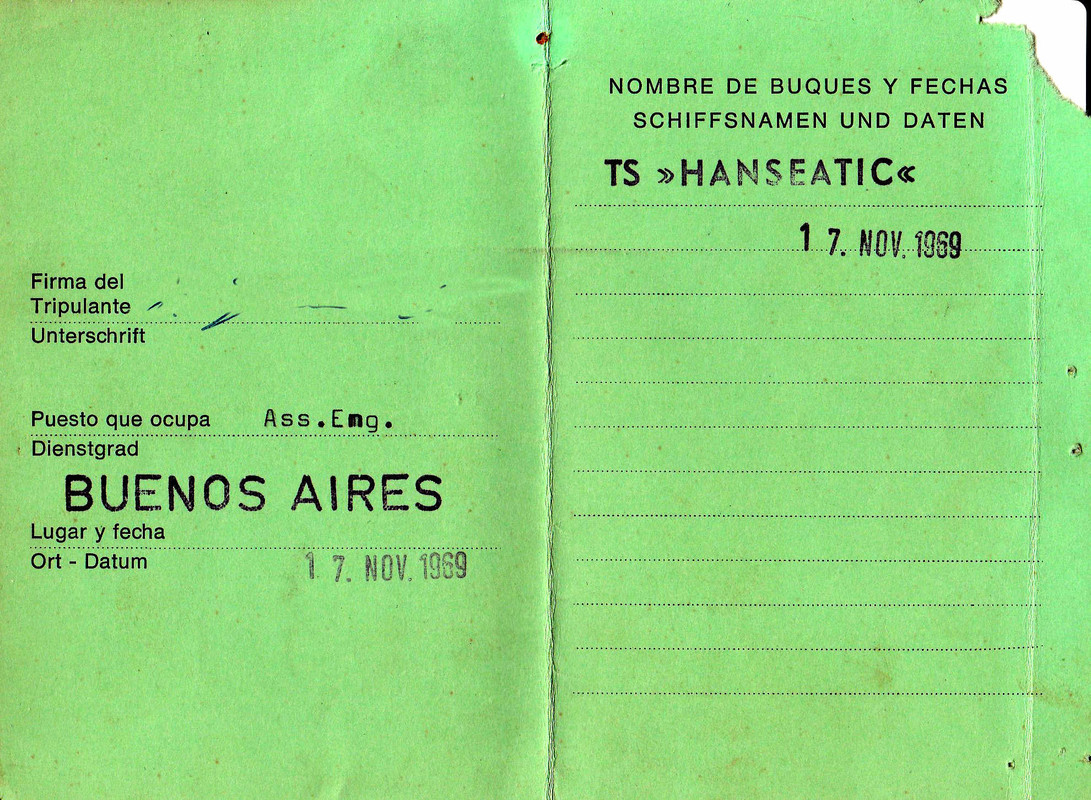 Firma del
Tripulante
Unterschrift
Puesto que ocupa Ass.Eng.
Dienstgrad
BUENOS AIRES
Lugar y fecha
Ort - Datum 17. NOV. 1969
NOMBRE DE BUQUES Y FECHAS
SCHIFFSNAMEN UND DATEN
TS »HANSEATIC«
17. NOV. 1969